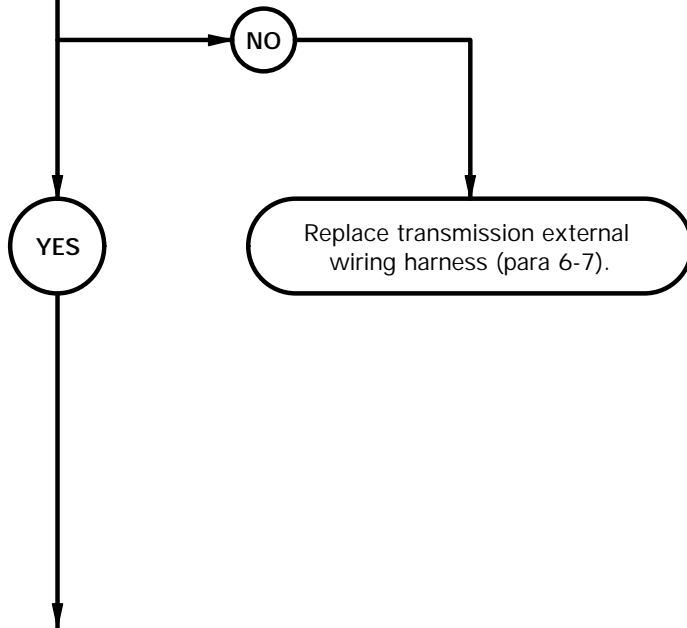 NO
YES
Replace transmission external
wiring harness (para 6-7).